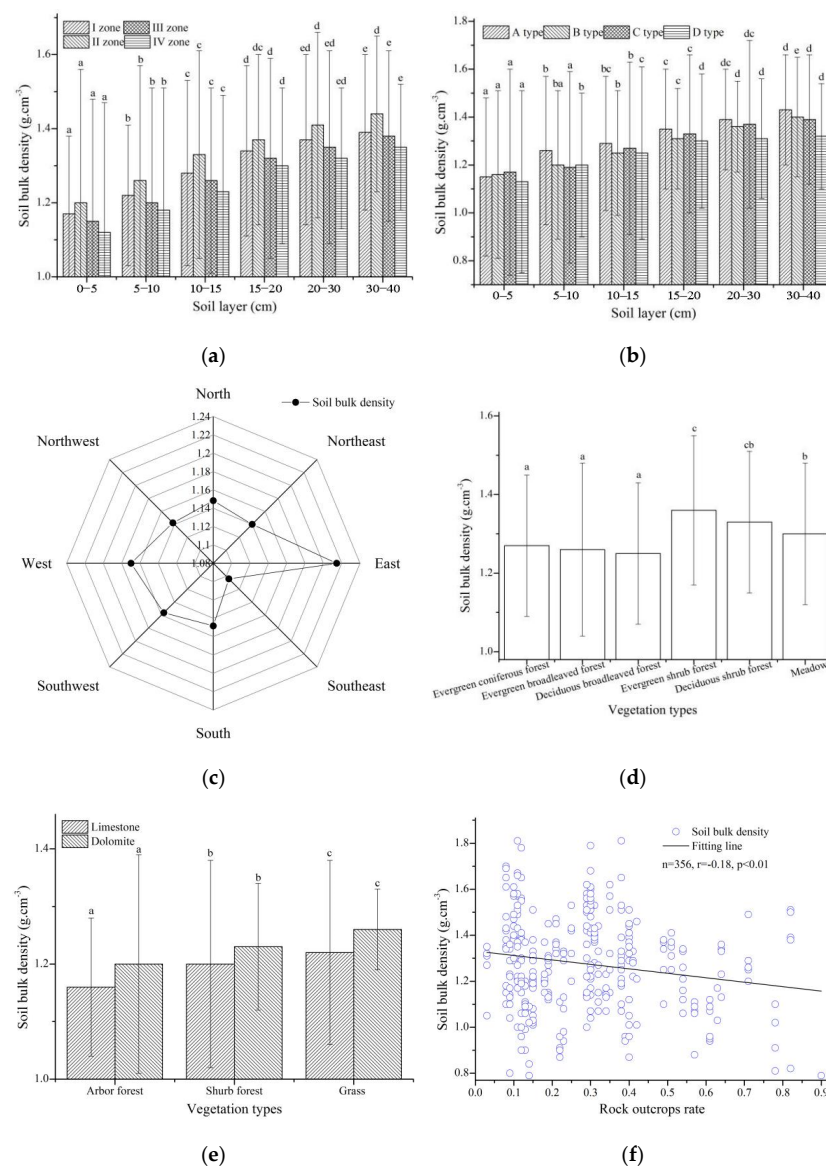 I zone III zone
II zone IV zone
a a a a b b b b c c c c d dc d d ed d ed ed e d e e
Soil bulk density (g.cm⁻³)
1.0 1.2 1.4 1.6
0−5 5−10 10−15 15−20 20−30 30−40
Soil layer (cm)
(a)
A type B type C type D type
a a a a b ba a b bc b c c c c d d dc d dc d d e d d
Soil bulk density (g.cm⁻³)
0.8 1.0 1.2 1.4 1.6 1.8
0−5 5−10 10−15 15−20 20−30 30−40
Soil layer (cm)
(b)
Soil bulk density
North
Northwest Northeast
West East
Southwest Southeast
South
1.24
1.22
1.2
1.18
1.16
1.14
1.12
1.1
1.08
(c)
a a a c cb b
Soil bulk density (g.cm⁻³)
1.0 1.2 1.4 1.6
Evergreen coniferous forest
Evergreen broadleaved forest
Deciduous broadleaved forest
Evergreen shrub forest
Deciduous shrub forest
Meadow
Vegetation types
(d)
Limestone
Dolomite
a a b b c c
Soil bulk density (g.cm⁻³)
1.0 1.2 1.4
Arbor forest Shurb forest Grass
Vegetation types
(e)
Soil bulk density
Fitting line
n=356, r=-0.18, p<0.01
Soil bulk density (g.cm⁻³)
0.8 1.0 1.2 1.4 1.6 1.8
0.1 0.2 0.3 0.4 0.5 0.6 0.7 0.8 0.9
Rock outcrops rate
(f)